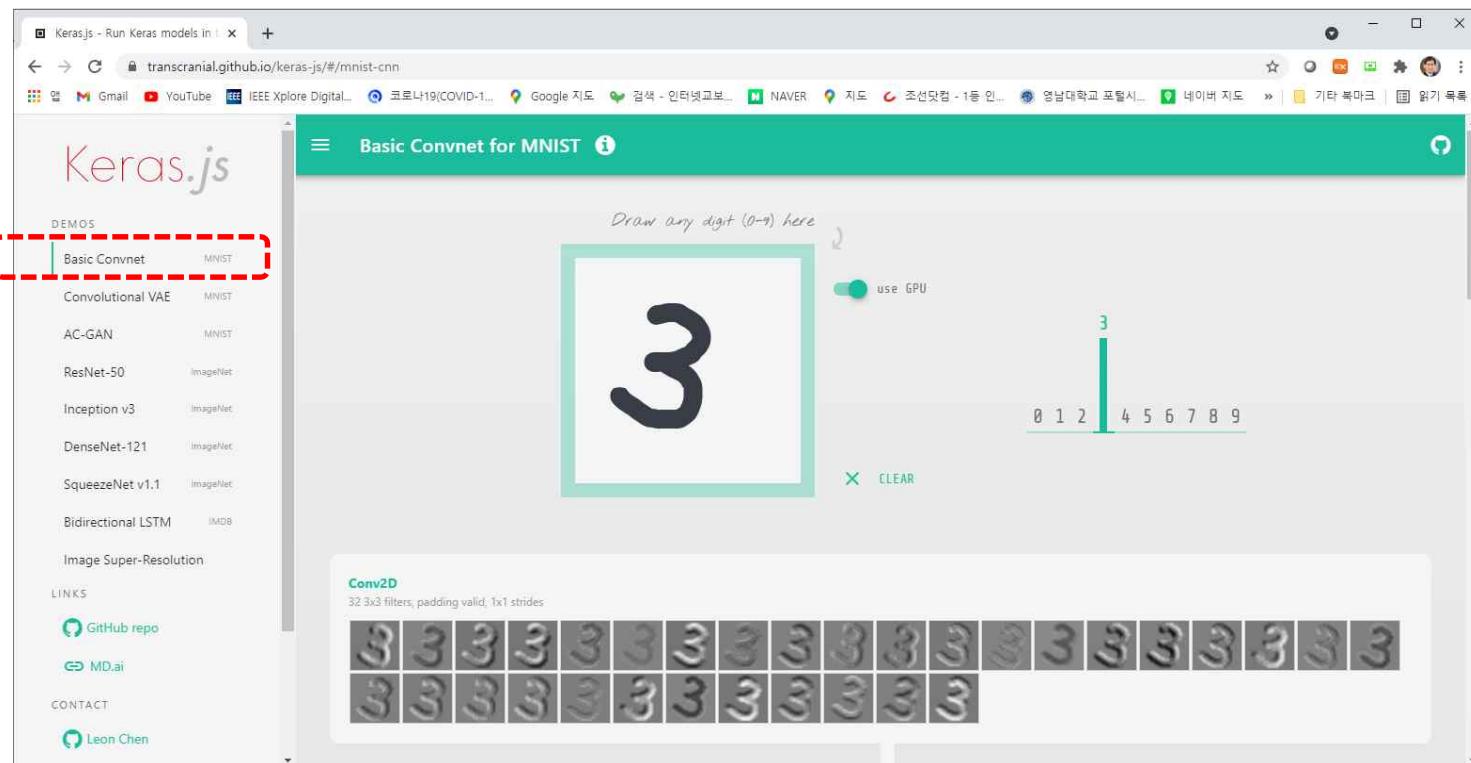 Keras.js - Run Keras models in t
transcranial.github.io/keras-js/#/mnist-cnn
앱 Gmail YouTube IEEE IEEE Xplore Digital... 코로나19(COVID-1... Google 지도 검색 - 인터넷교보... N NAVER 지도 조선닷컴 - 1등 인... 영남대학교 포털시... 네이버 지도 » 기타 북마크 읽기 목록
Keras.js
Basic Convnet for MNIST
DEMOS
Basic Convnet MNIST
Convolutional VAE MNIST
AC-GAN MNIST
ResNet-50 ImageNet
Inception v3 ImageNet
DenseNet-121 ImageNet
SqueezeNet v1.1 ImageNet
Bidirectional LSTM IMDB
Image Super-Resolution
LINKS
GitHub repo
MD.ai
CONTACT
Leon Chen
Draw any digit (0-9) here
3
use GPU
CLEAR
3
0 1 2 4 5 6 7 8 9
Conv2D
32 3x3 filters, padding valid, 1x1 strides